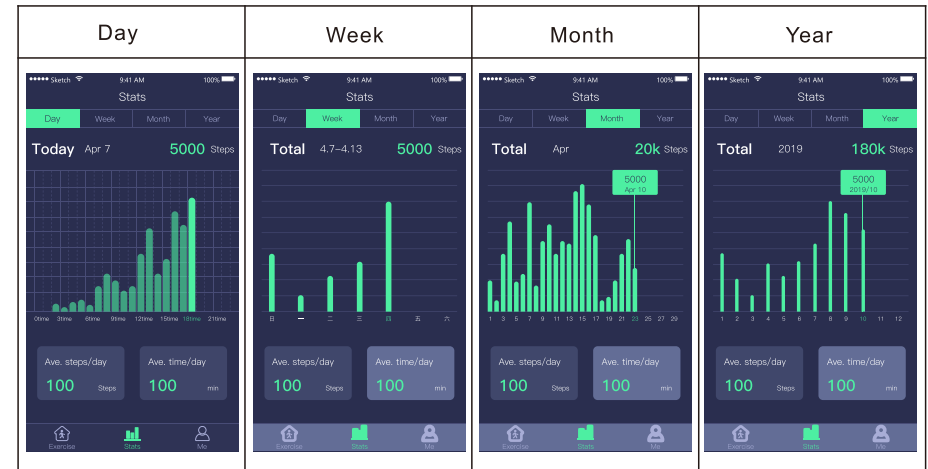 Day
Week
Month
Year
Sketch 9:41 AM 100%
Stats
Day Week Month Year
Today Apr 7 5000 Steps
0time 3time 6time 9time 12time 15time 18time 21time
Ave. steps/day
100 Steps
Ave. time/day
100 min
Exercise Stats Me
Sketch 9:41 AM 100%
Stats
Day Week Month Year
Total 4.7–4.13 5000 Steps
日 一 二 三 四 五 六
Ave. steps/day
100 Steps
Ave. time/day
100 min
Exercise Stats Me
Sketch 9:41 AM 100%
Stats
Day Week Month Year
Total Apr 20k Steps
5000
Apr 10
1 3 5 7 9 11 13 15 17 19 21 23 25 27 29
Ave. steps/day
100 Steps
Ave. time/day
100 min
Exercise Stats Me
Sketch 9:41 AM 100%
Stats
Day Week Month Year
Total 2019 180k Steps
5000
2019/10
1 2 3 4 5 6 7 8 9 10 11 12
Ave. steps/day
100 Steps
Ave. time/day
100 min
Exercise Stats Me